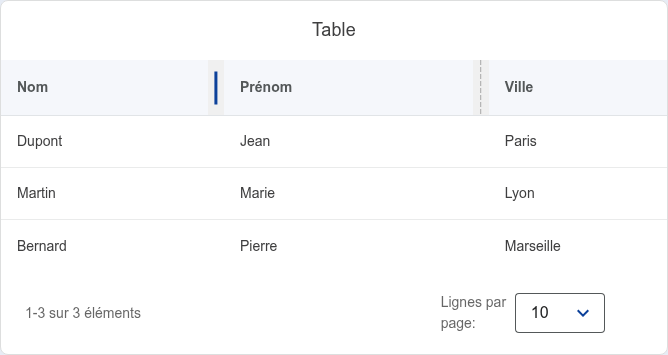 Table
Nom Prénom Ville
Dupont Jean Paris
Martin Marie Lyon
Bernard Pierre Marseille
1-3 sur 3 éléments
Lignes par
page:
10